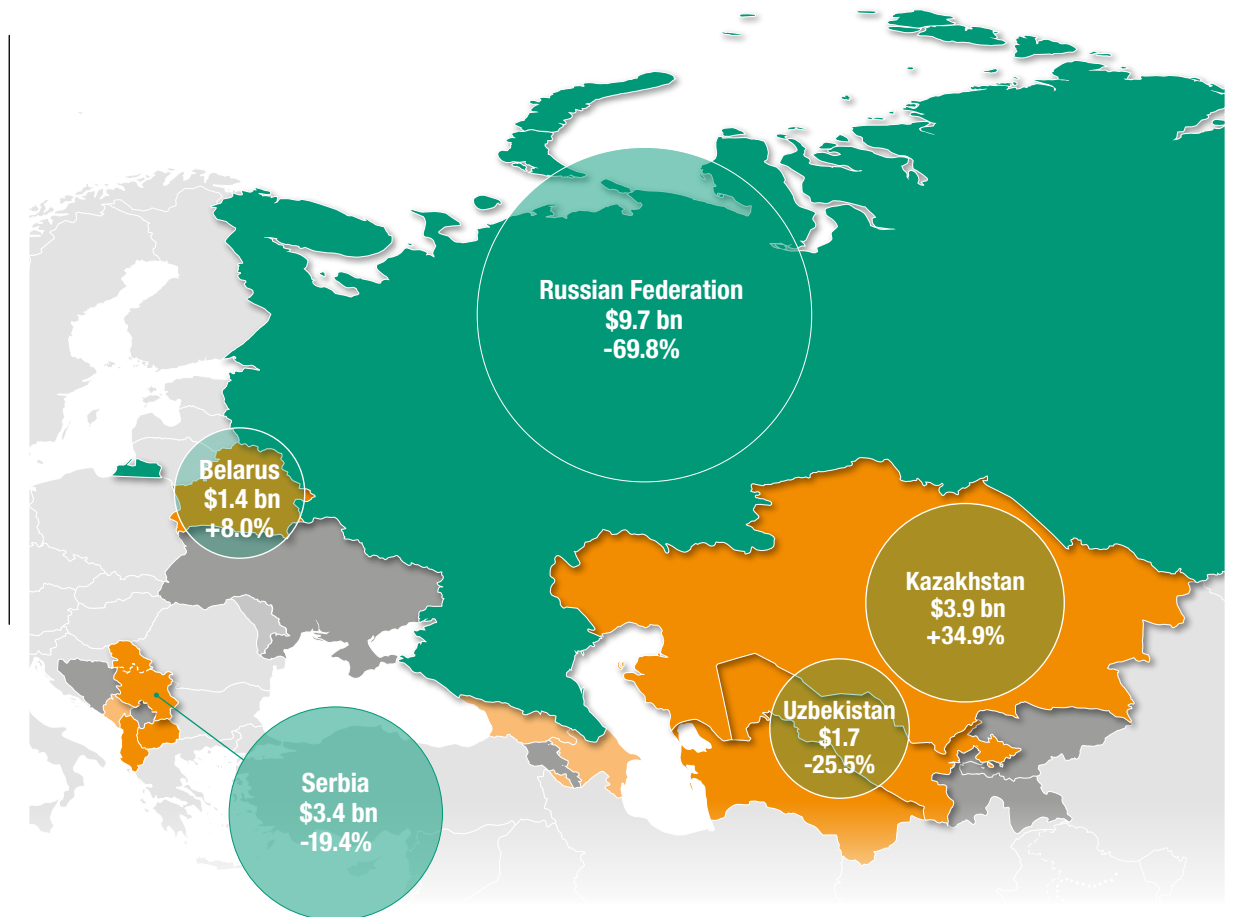 Russian Federation
$9.7 bn
-69.8%
Belarus
$1.4 bn
+8.0%
Kazakhstan
$3.9 bn
+34.9%
Uzbekistan
$1.7
-25.5%
Serbia
$3.4 bn
-19.4%